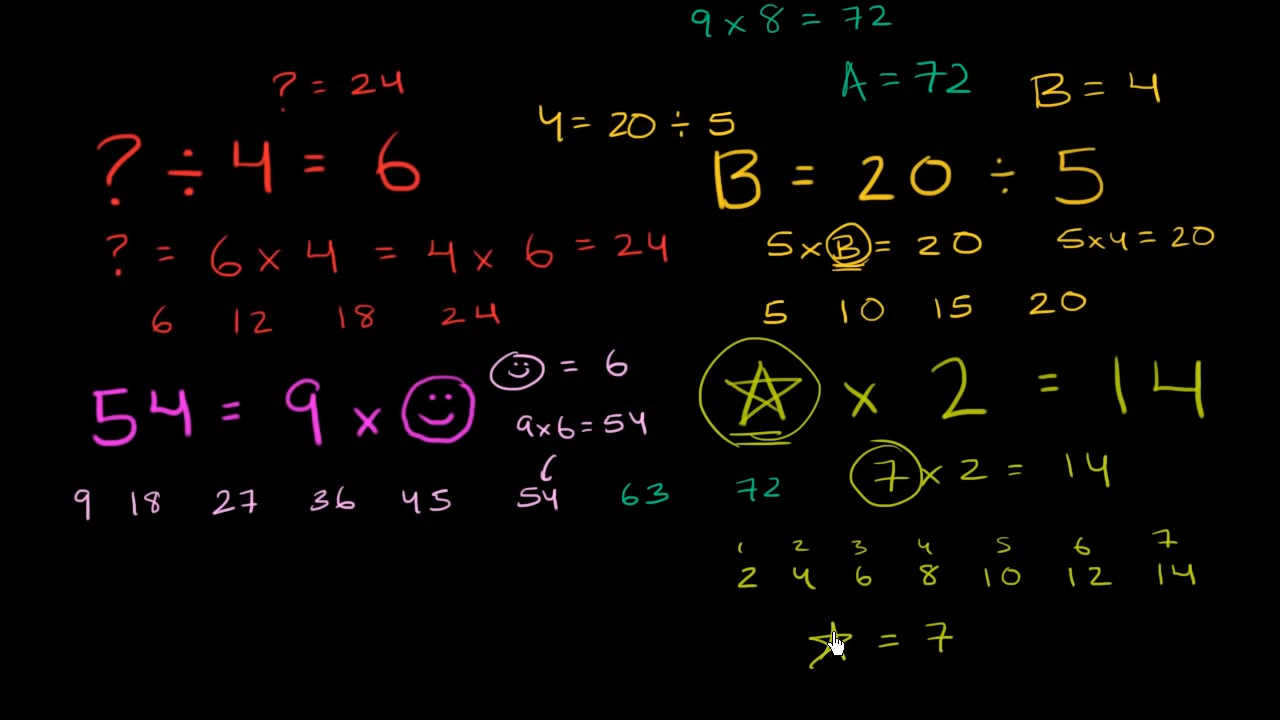 9 x 8 = 72
? = 24
A = 72
B = 4
4 = 20 ÷ 5
? ÷ 4 = 6
B = 20 ÷ 5
? = 6 x 4 = 4 x 6 = 24
5 x B = 20
5 x 4 = 20
6 12 18 24
5 10 15 20
54 = 9 x ☺
☺ = 6
9 x 6 = 54
☆ x 2 = 14
7 x 2 = 14
9 18 27 36 45 54 63 72
1 2 3 4 5 6 7
2 4 6 8 10 12 14
☆ = 7